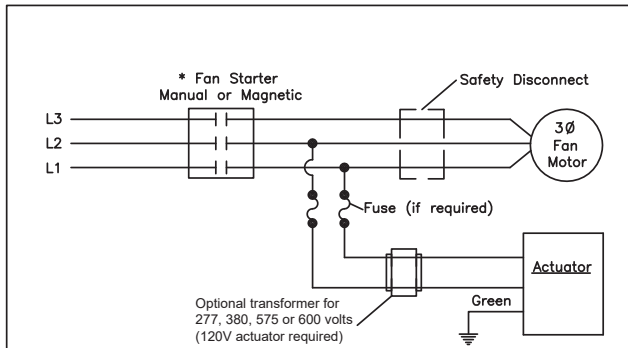 * Fan Starter
Manual or Magnetic
Safety Disconnect
L3
L2
L1
3Ø
Fan
Motor
Fuse (if required)
Actuator
Green
Optional transformer for
277, 380, 575 or 600 volts
(120V actuator required)